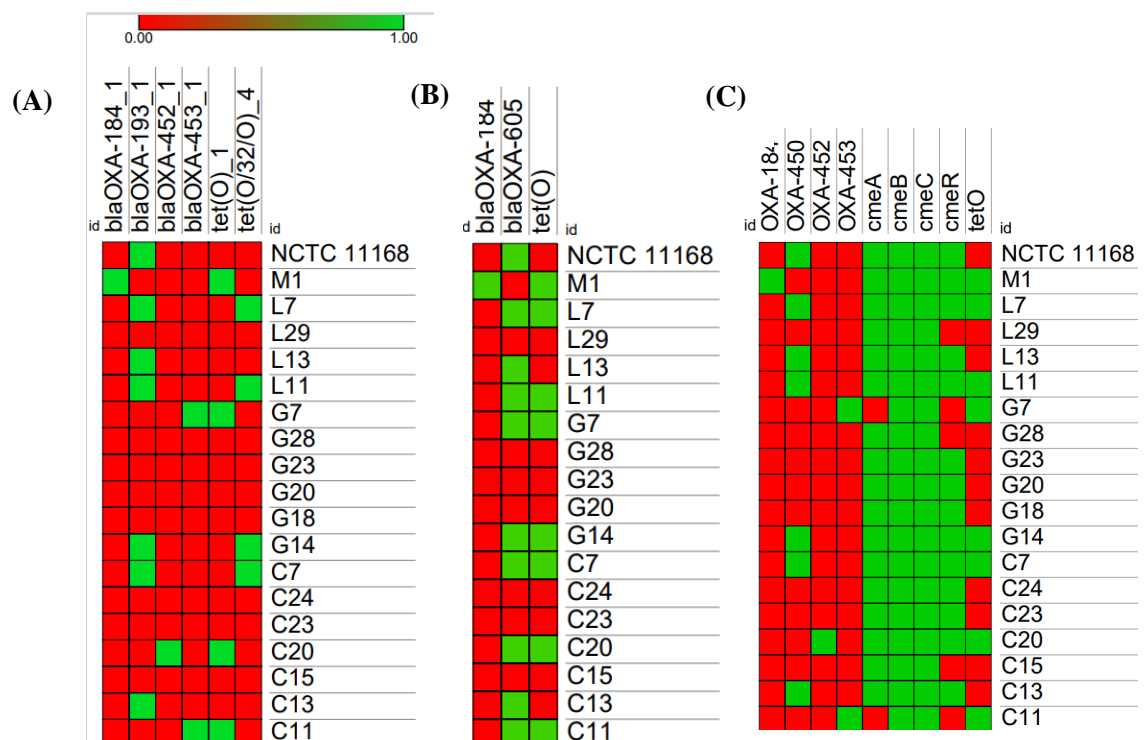 0.00 1.00
(A)
id
blaOXA-184_1
blaOXA-193_1
blaOXA-452_1
blaOXA-453_1
tet(O)_1
tet(O/32/O)_4
id
NCTC 11168
M1
L7
L29
L13
L11
G7
G28
G23
G20
G18
G14
C7
C24
C23
C20
C15
C13
C11
(B)
d
blaOXA-184
blaOXA-605
tet(O)
id
NCTC 11168
M1
L7
L29
L13
L11
G7
G28
G23
G20
G14
C7
C24
C23
C20
C15
C13
C11
(C)
id
OXA-184
OXA-450
OXA-452
OXA-453
cmeA
cmeB
cmeC
cmeR
tetO
id
NCTC 11168
M1
L7
L29
L13
L11
G7
G28
G23
G20
G18
G14
C7
C24
C23
C20
C15
C13
C11